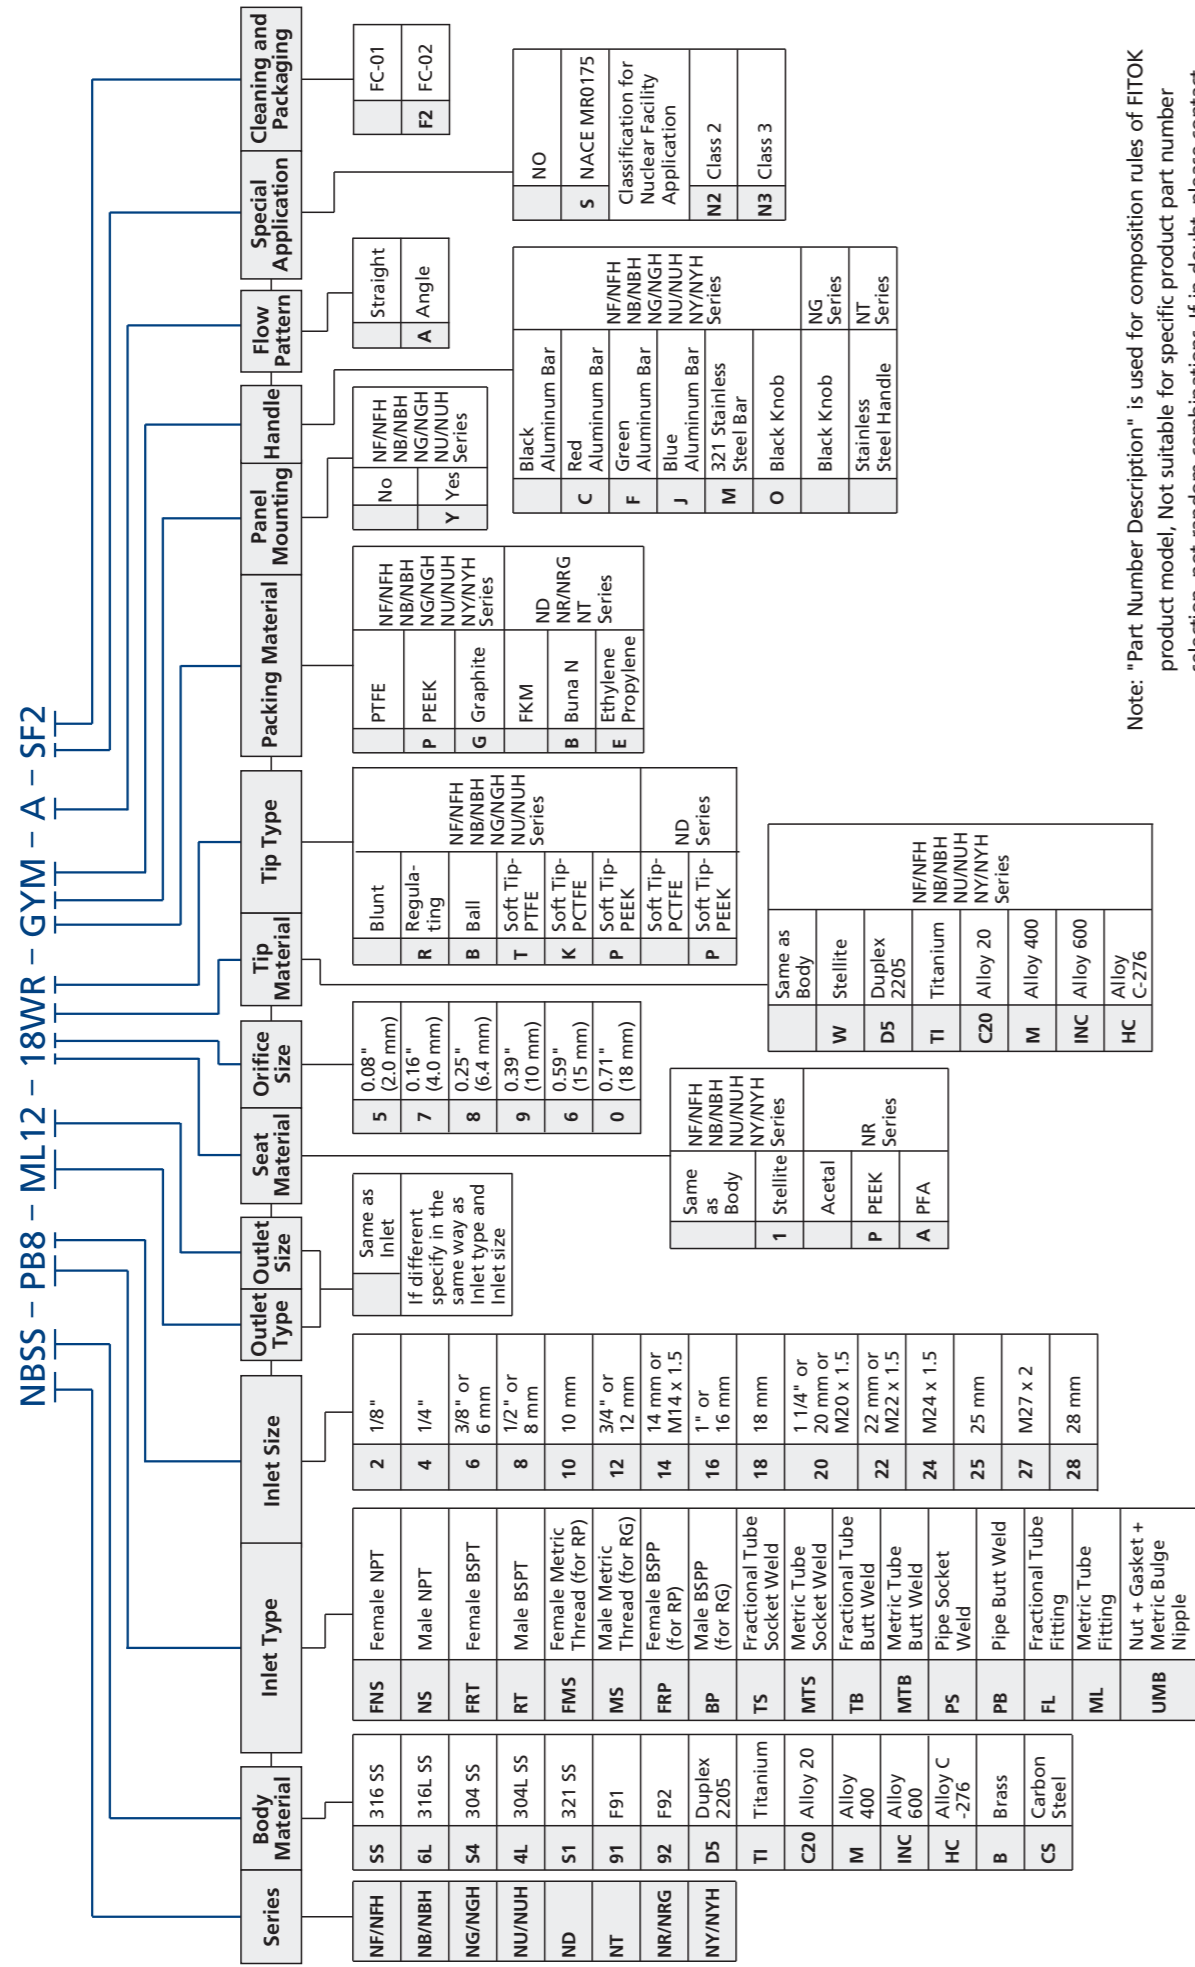 NBSS – PB8 – ML12 – 18WR – GYM – A – SF2
Series
NF/NFH
NB/NBH
NG/NGH
NU/NUH
ND
NT
NR/NRG
NY/NYH
Body
Material
SS 316 SS
6L 316L SS
S4 304 SS
4L 304L SS
S1 321 SS
91 F91
92 F92
D5 Duplex
2205
TI Titanium
C20 Alloy 20
M Alloy
400
INC Alloy
600
HC Alloy C
-276
B Brass
CS Carbon
Steel
Inlet Type
FNS Female NPT
NS Male NPT
FRT Female BSPT
RT Male BSPT
FMS Female Metric
Thread (for RP)
MS Male Metric
Thread (for RG)
FRP Female BSPP
(for RP)
BP Male BSPP
(for RG)
TS Fractional Tube
Socket Weld
MTS Metric Tube
Socket Weld
TB Fractional Tube
Butt Weld
MTB Metric Tube
Butt Weld
PS Pipe Socket
Weld
PB Pipe Butt Weld
FL Fractional Tube
Fitting
ML Metric Tube
Fitting
UMB Nut + Gasket +
Metric Bulge
Nipple
Inlet Size
2 1/8"
4 1/4"
6 3/8" or
6 mm
8 1/2" or
8 mm
10 10 mm
12 3/4" or
12 mm
14 14 mm or
M14 x 1.5
16 1" or
16 mm
18 18 mm
20 1 1/4" or
20 mm or
M20 x 1.5
22 22 mm or
M22 x 1.5
24 M24 x 1.5
25 25 mm
27 M27 x 2
28 28 mm
Outlet
Type
Outlet
Size
Same as
Inlet
If different
specify in the
same way as
Inlet type and
Inlet size
Seat
Material
Same
as
Body
1 Stellite
NF/NFH
NB/NBH
NU/NUH
NY/NYH
Series
Acetal
P PEEK
A PFA
NR
Series
Orifice
Size
5 0.08"
(2.0 mm)
7 0.16"
(4.0 mm)
8 0.25"
(6.4 mm)
9 0.39"
(10 mm)
6 0.59"
(15 mm)
0 0.71"
(18 mm)
Tip
Material
Same as
Body
W Stellite
D5 Duplex
2205
TI Titanium
C20 Alloy 20
M Alloy 400
INC Alloy 600
HC Alloy
C-276
NF/NFH
NB/NBH
NU/NUH
NY/NYH
Series
Tip Type
Blunt
R Regula-
ting
B Ball
T Soft Tip-
PTFE
K Soft Tip-
PCTFE
P Soft Tip-
PEEK
NF/NFH
NB/NBH
NG/NGH
NU/NUH
Series
Soft Tip-
PCTFE
P Soft Tip-
PEEK
ND
Series
Packing Material
PTFE
P PEEK
G Graphite
NF/NFH
NB/NBH
NG/NGH
NU/NUH
NY/NYH
Series
FKM
B Buna N
E Ethylene
Propylene
ND
NR/NRG
NT
Series
Panel
Mounting
No
Y Yes
NF/NFH
NB/NBH
NG/NGH
NU/NUH
Series
Handle
Black
Aluminum Bar
C Red
Aluminum Bar
F Green
Aluminum Bar
J Blue
Aluminum Bar
M 321 Stainless
Steel Bar
O Black Knob
NF/NFH
NB/NBH
NG/NGH
NU/NUH
NY/NYH
Series
Black Knob
NG
Series
Stainless
Steel Handle
NT
Series
Flow
Pattern
Straight
A Angle
Special
Application
NO
S NACE MR0175
Classification for
Nuclear Facility
Application
N2 Class 2
N3 Class 3
Cleaning and
Packaging
FC-01
F2 FC-02
Note: "Part Number Description" is used for composition rules of FITOK
product model, Not suitable for specific product part number
selection, not random combinations. If in doubt, please contact